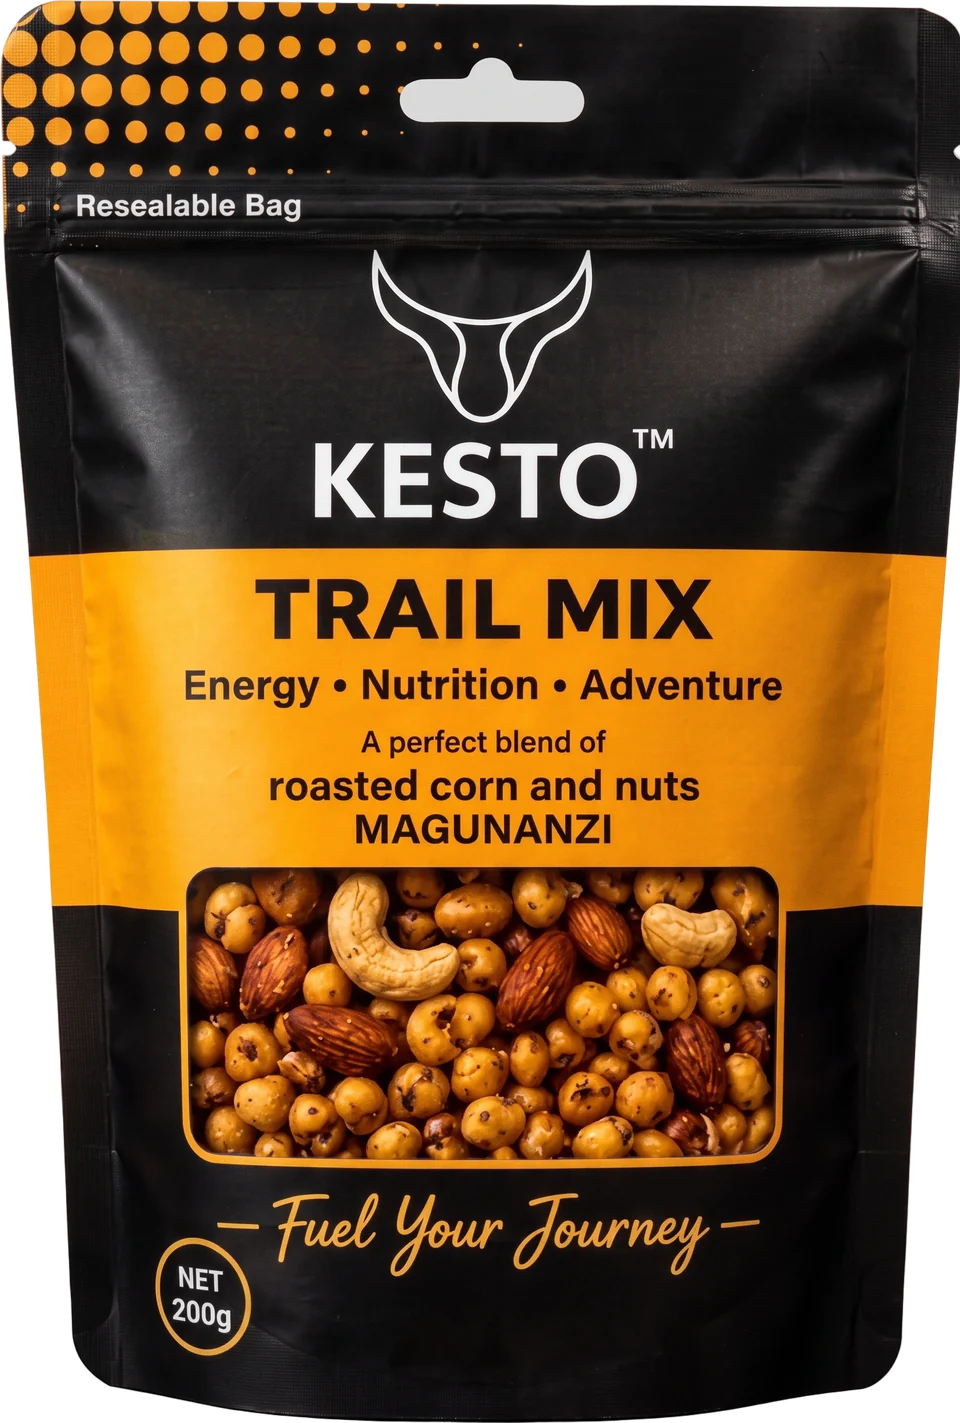 Resealable Bag
KESTO™
TRAIL MIX
Energy • Nutrition • Adventure
A perfect blend of
roasted corn and nuts
MAGUNANZI
Fuel Your Journey
NET
200g